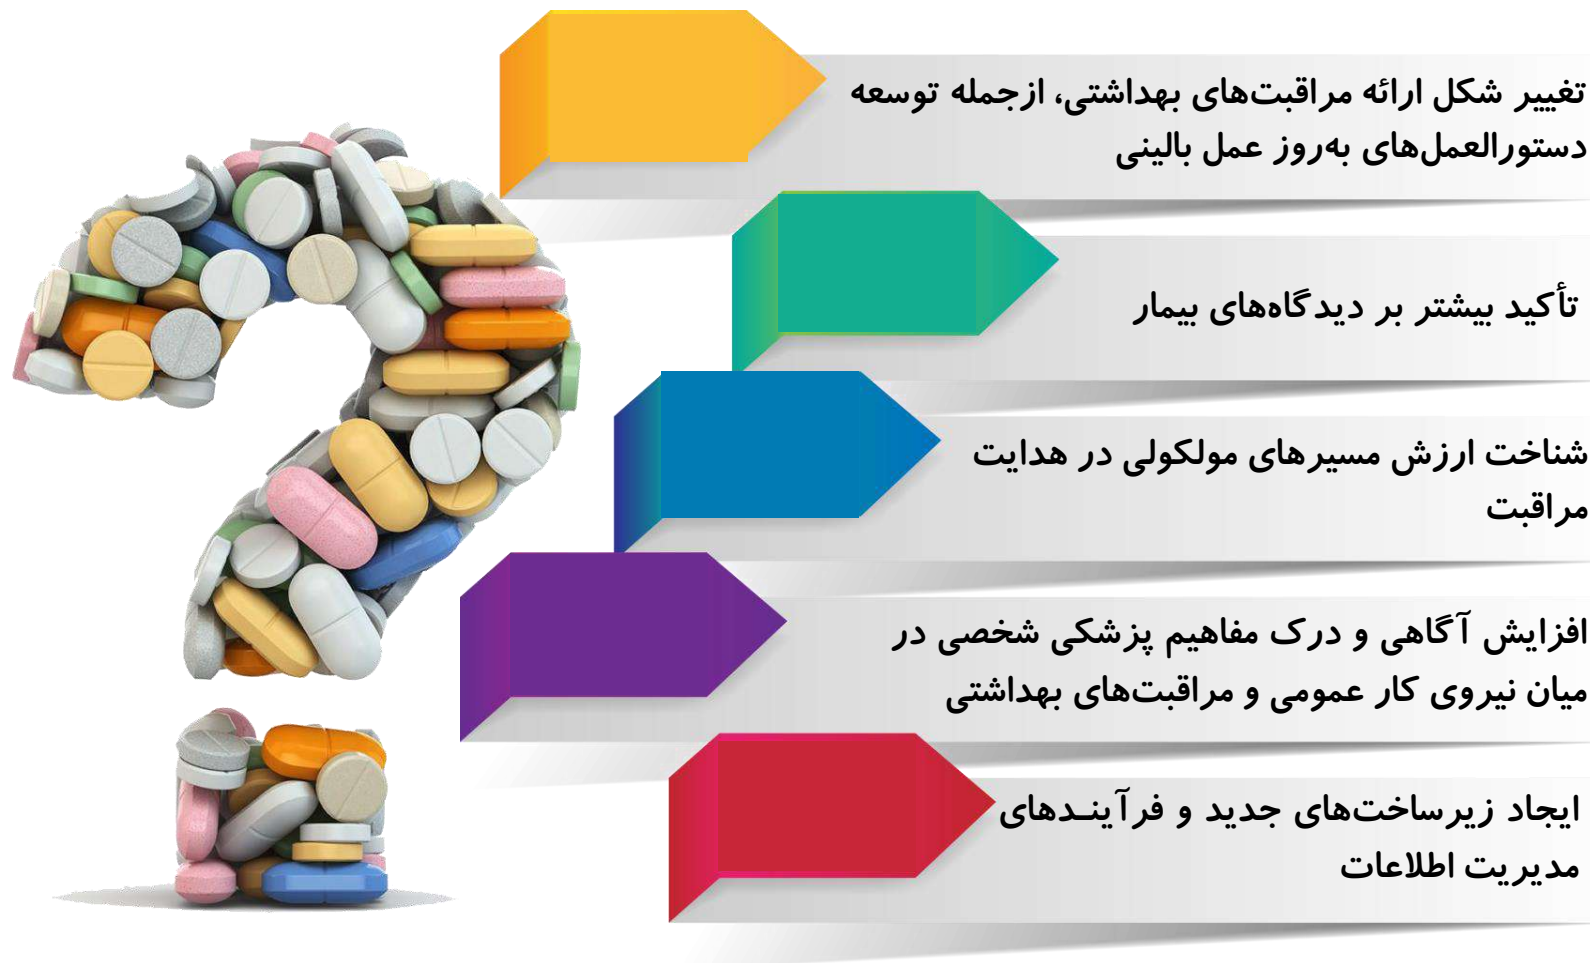 تغییر شکل ارائه مراقبت‌های بهداشتی، ازجمله توسعه
دستورالعمل‌های به‌روز عمل بالینی
تأکید بیشتر بر دیدگاه‌های بیمار
شناخت ارزش مسیرهای مولکولی در هدایت
مراقبت
افزایش آگاهی و درک مفاهیم پزشکی شخصی در
میان نیروی کار عمومی و مراقبت‌های بهداشتی
ایجاد زیرساخت‌های جدید و فرآینـدهای
مدیریت اطلاعات